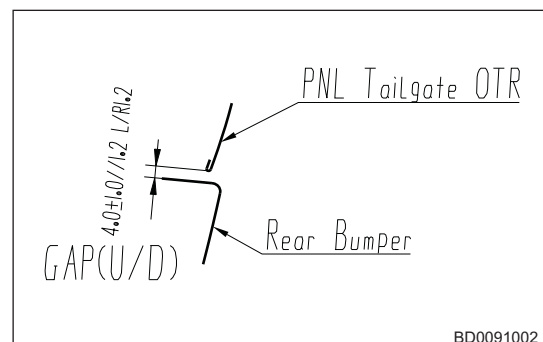 PNL Tailgate OTR
4.0±1.0//1.2 L/R1.2
Rear Bumper
GAP(U/D)
BD0091002